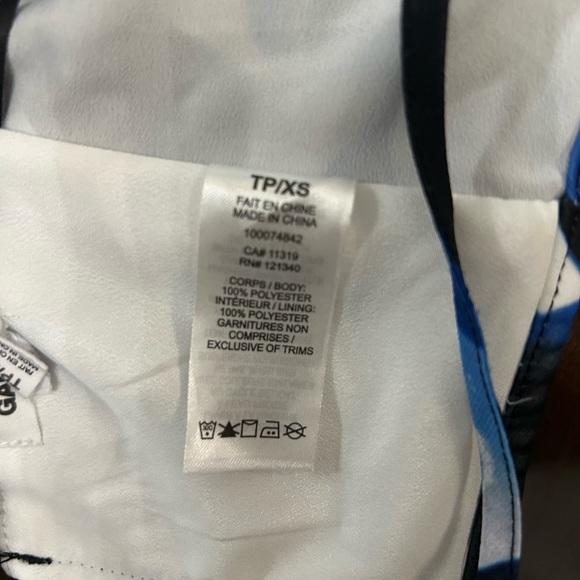 TP/XS
FAIT EN CHINE
MADE IN CHINA
100074842
CA# 11319
RN# 121340
CORPS / BODY:
100% POLYESTER
INTÉRIEUR / LINING:
100% POLYESTER
GARNITURES NON
COMPRISES /
EXCLUSIVE OF TRIMS